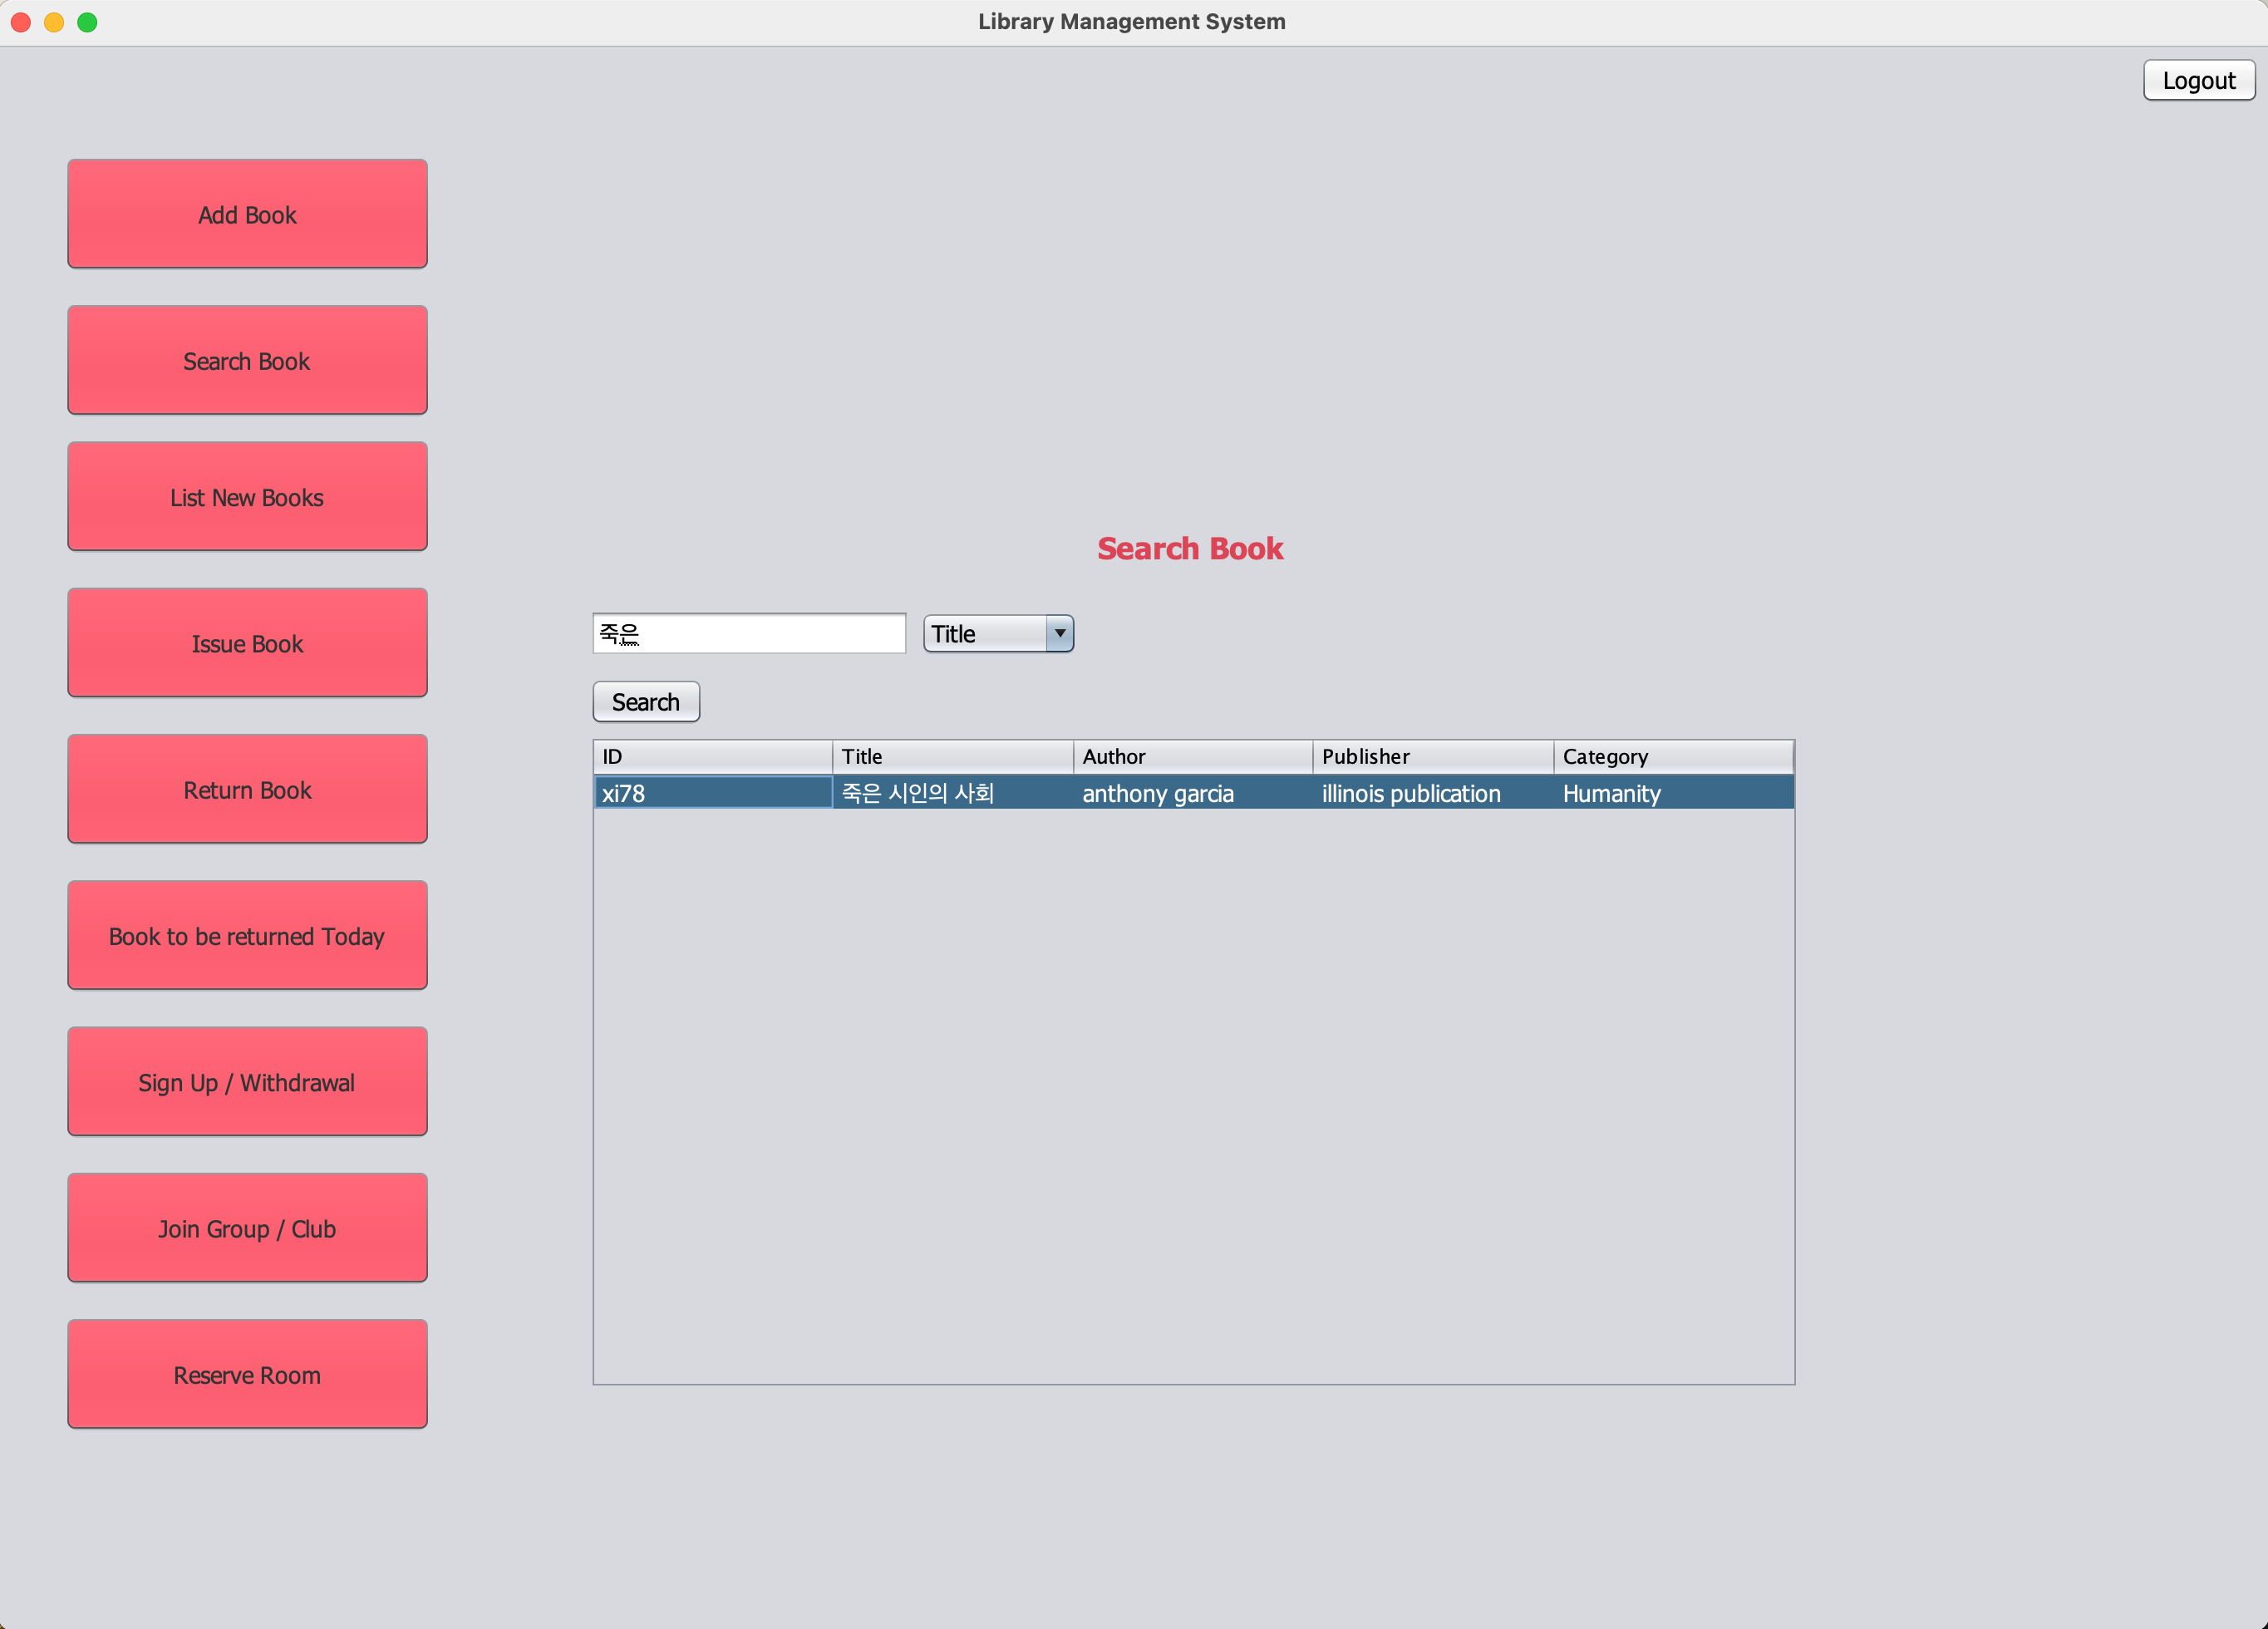 Library Management System
Logout
Add Book
Search Book
List New Books
Issue Book
Return Book
Book to be returned Today
Sign Up / Withdrawal
Join Group / Club
Reserve Room
Search Book
죽은 Title
Search
ID Title Author Publisher Category
xi78 죽은 시인의 사회 anthony garcia illinois publication Humanity